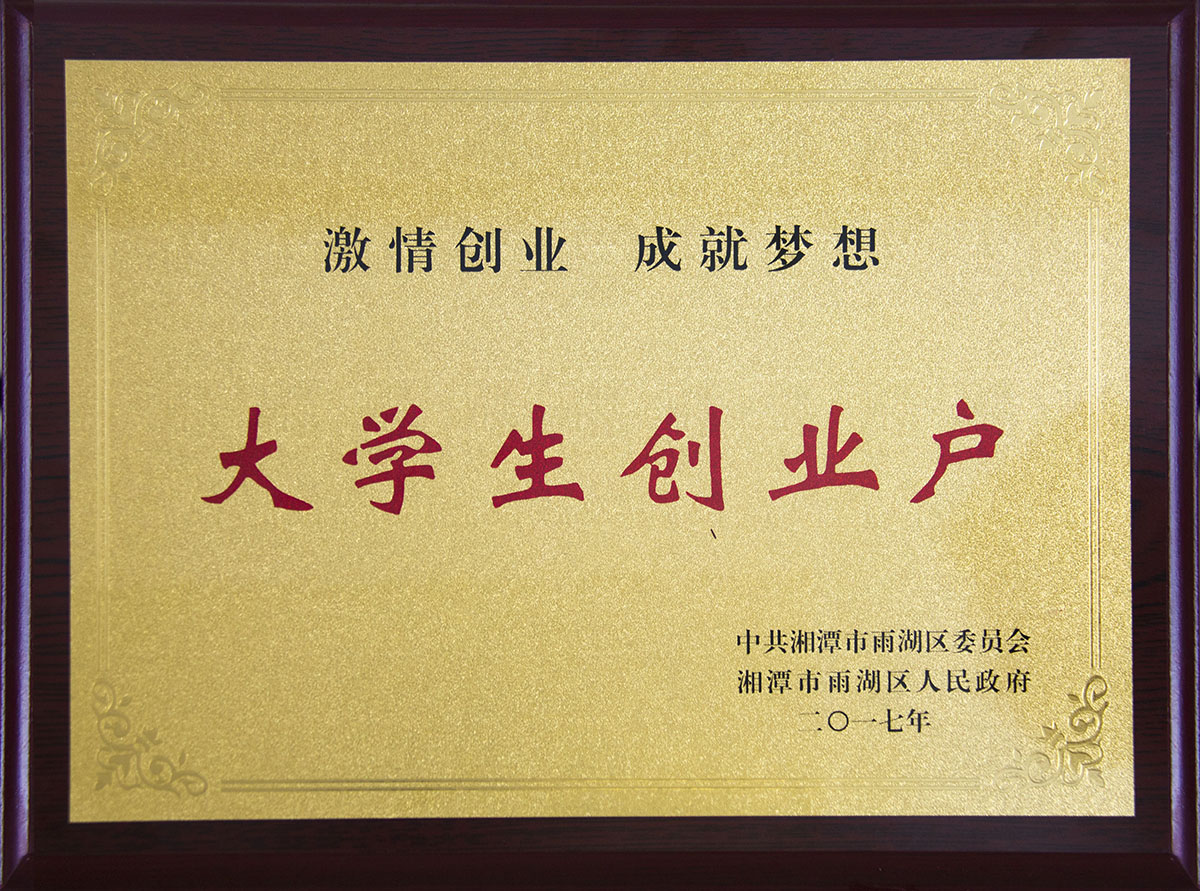 激情创业 成就梦想
大学生创业户
中共湘潭市雨湖区委员会
湘潭市雨湖区人民政府
二〇一七年